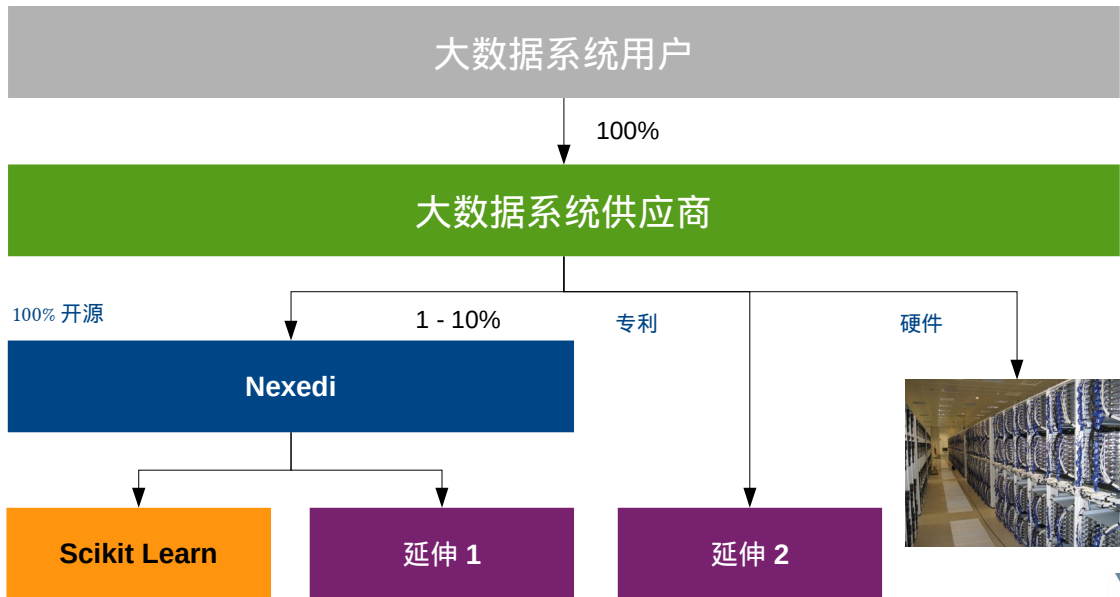 大数据系统用户
100%
大数据系统供应商
100% 开源
1 - 10%
专利
硬件
Nexedi
Scikit Learn
延伸 1
延伸 2